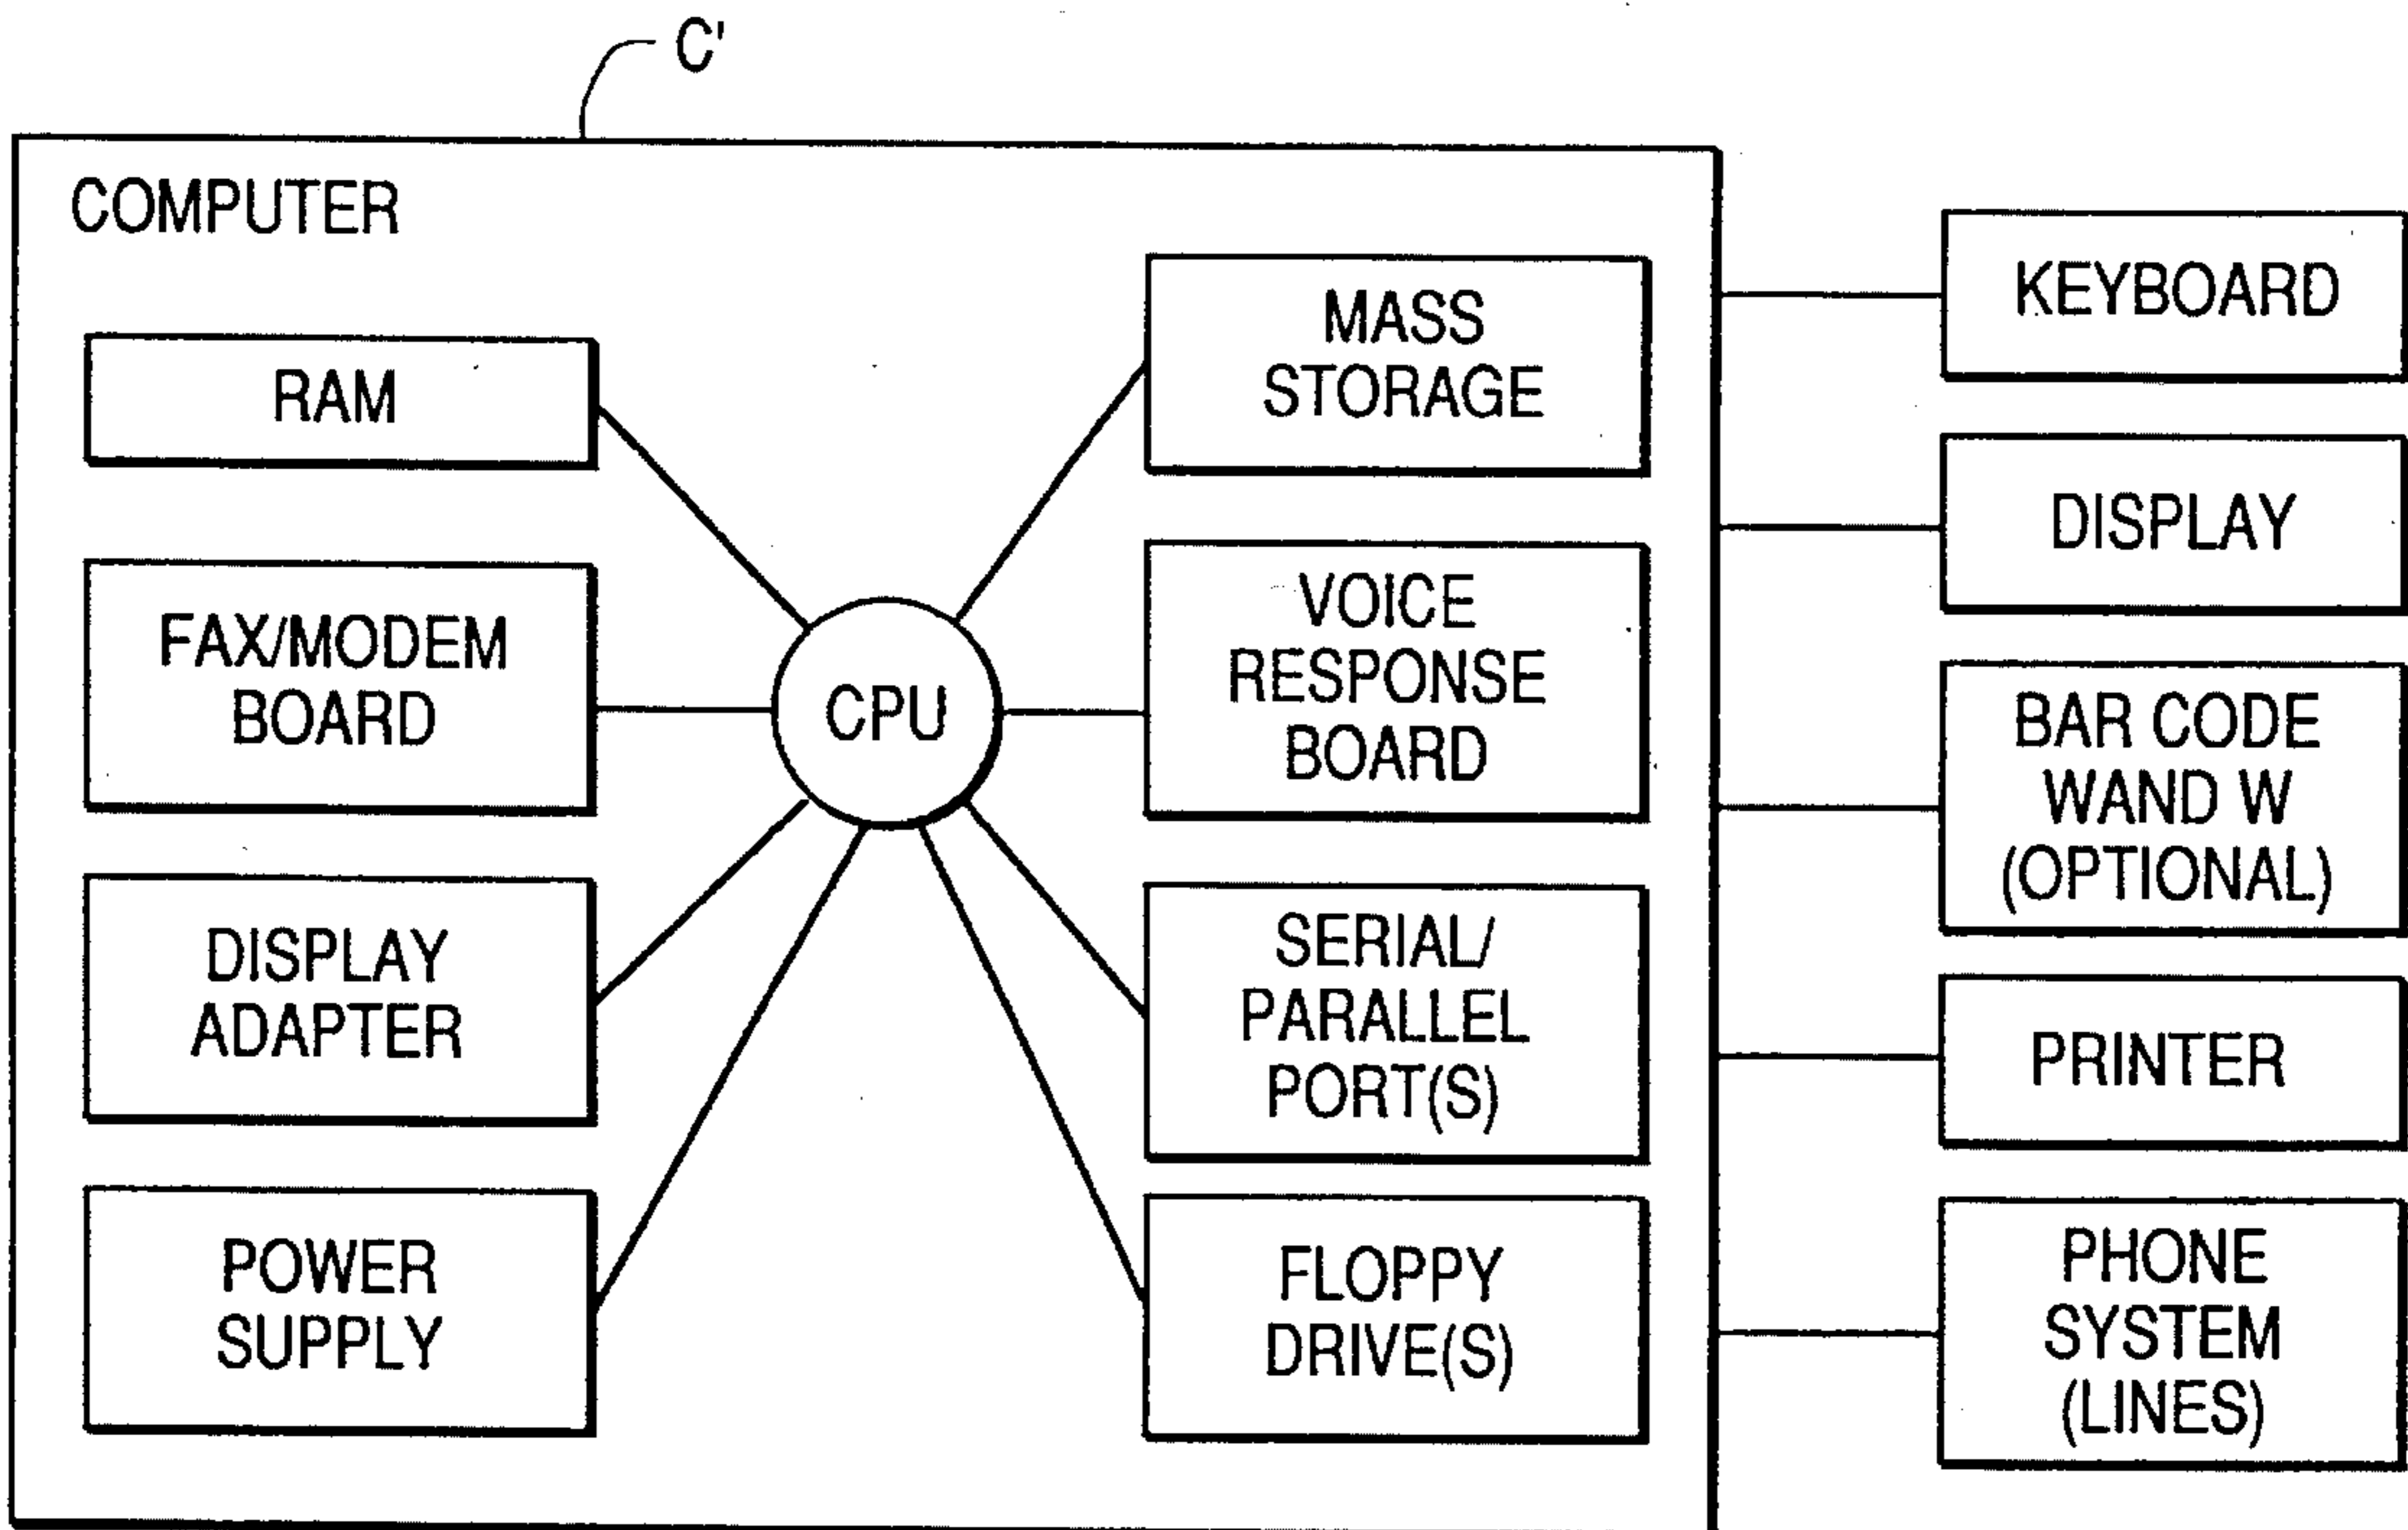 C'
COMPUTER
RAM
FAX/MODEM
BOARD
DISPLAY
ADAPTER
POWER
SUPPLY
CPU
MASS
STORAGE
VOICE
RESPONSE
BOARD
SERIAL/
PARALLEL
PORT(S)
FLOPPY
DRIVE(S)
KEYBOARD
DISPLAY
BAR CODE
WAND W
(OPTIONAL)
PRINTER
PHONE
SYSTEM
(LINES)